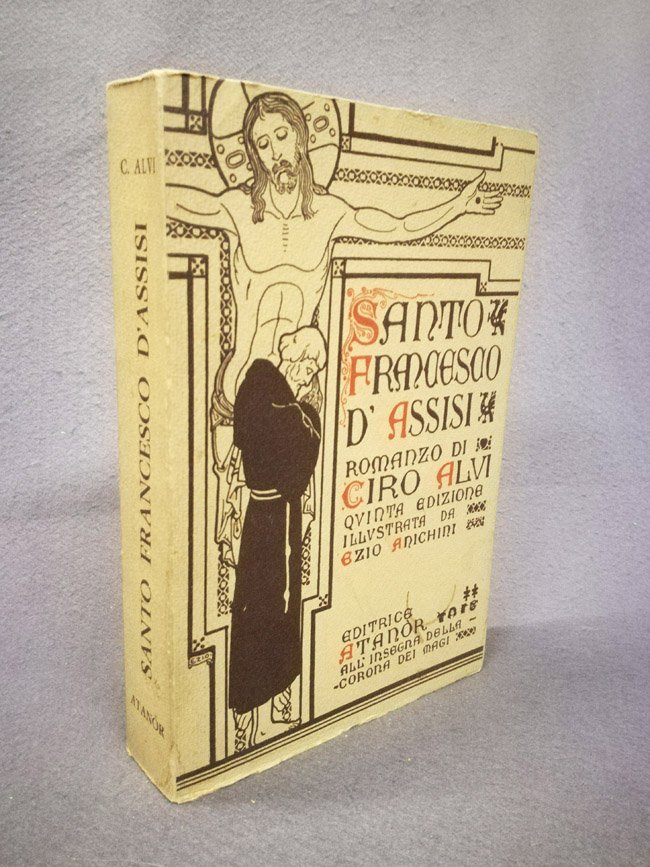 C. ALVI
SANTO FRANCESCO D'ASSISI
ATANÒR
SANTO
FRANCESCO
D'ASSISI
ROMANZO DI
CIRO ALVI
QVINTA EDIZIONE
ILLVSTRATA DA
EZIO ANICHINI
EDITRICE
ATANÒR
ALL'INSEGNA DELLA
CORONA DEI MAGI
EZIO